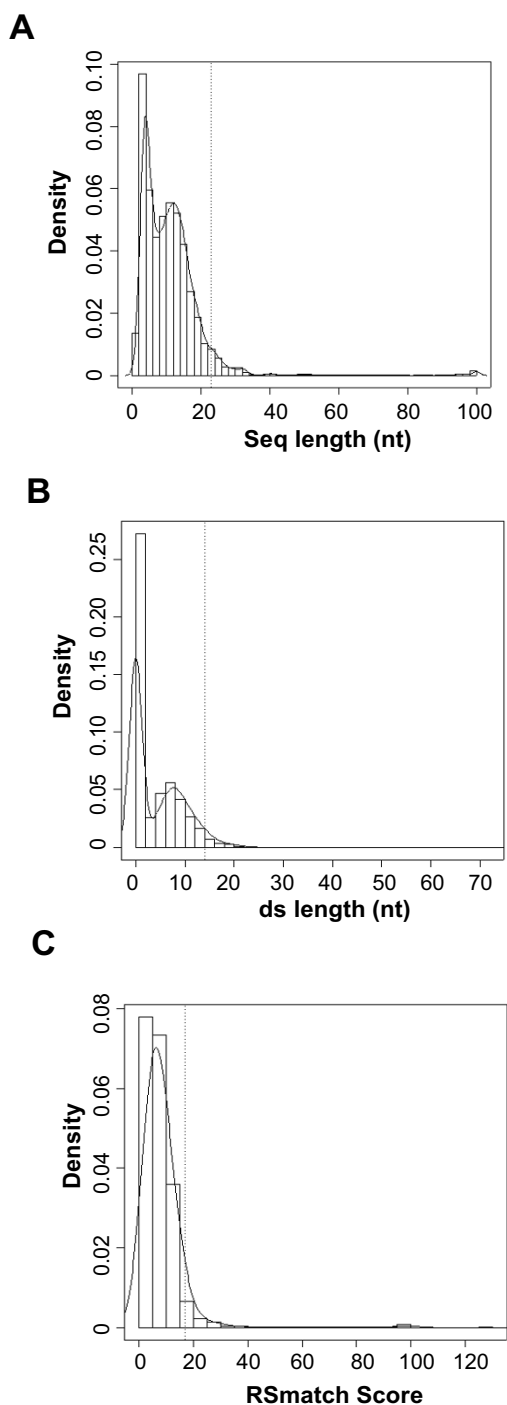 A
Density
0.10
0.08
0.06
0.04
0.02
0
0 20 40 60 80 100
Seq length (nt)
B
Density
0.25
0.20
0.15
0.10
0.05
0
0 10 20 30 40 50 60 70
ds length (nt)
C
Density
0.08
0.06
0.04
0.02
0
0 20 40 60 80 100 120
RSmatch Score